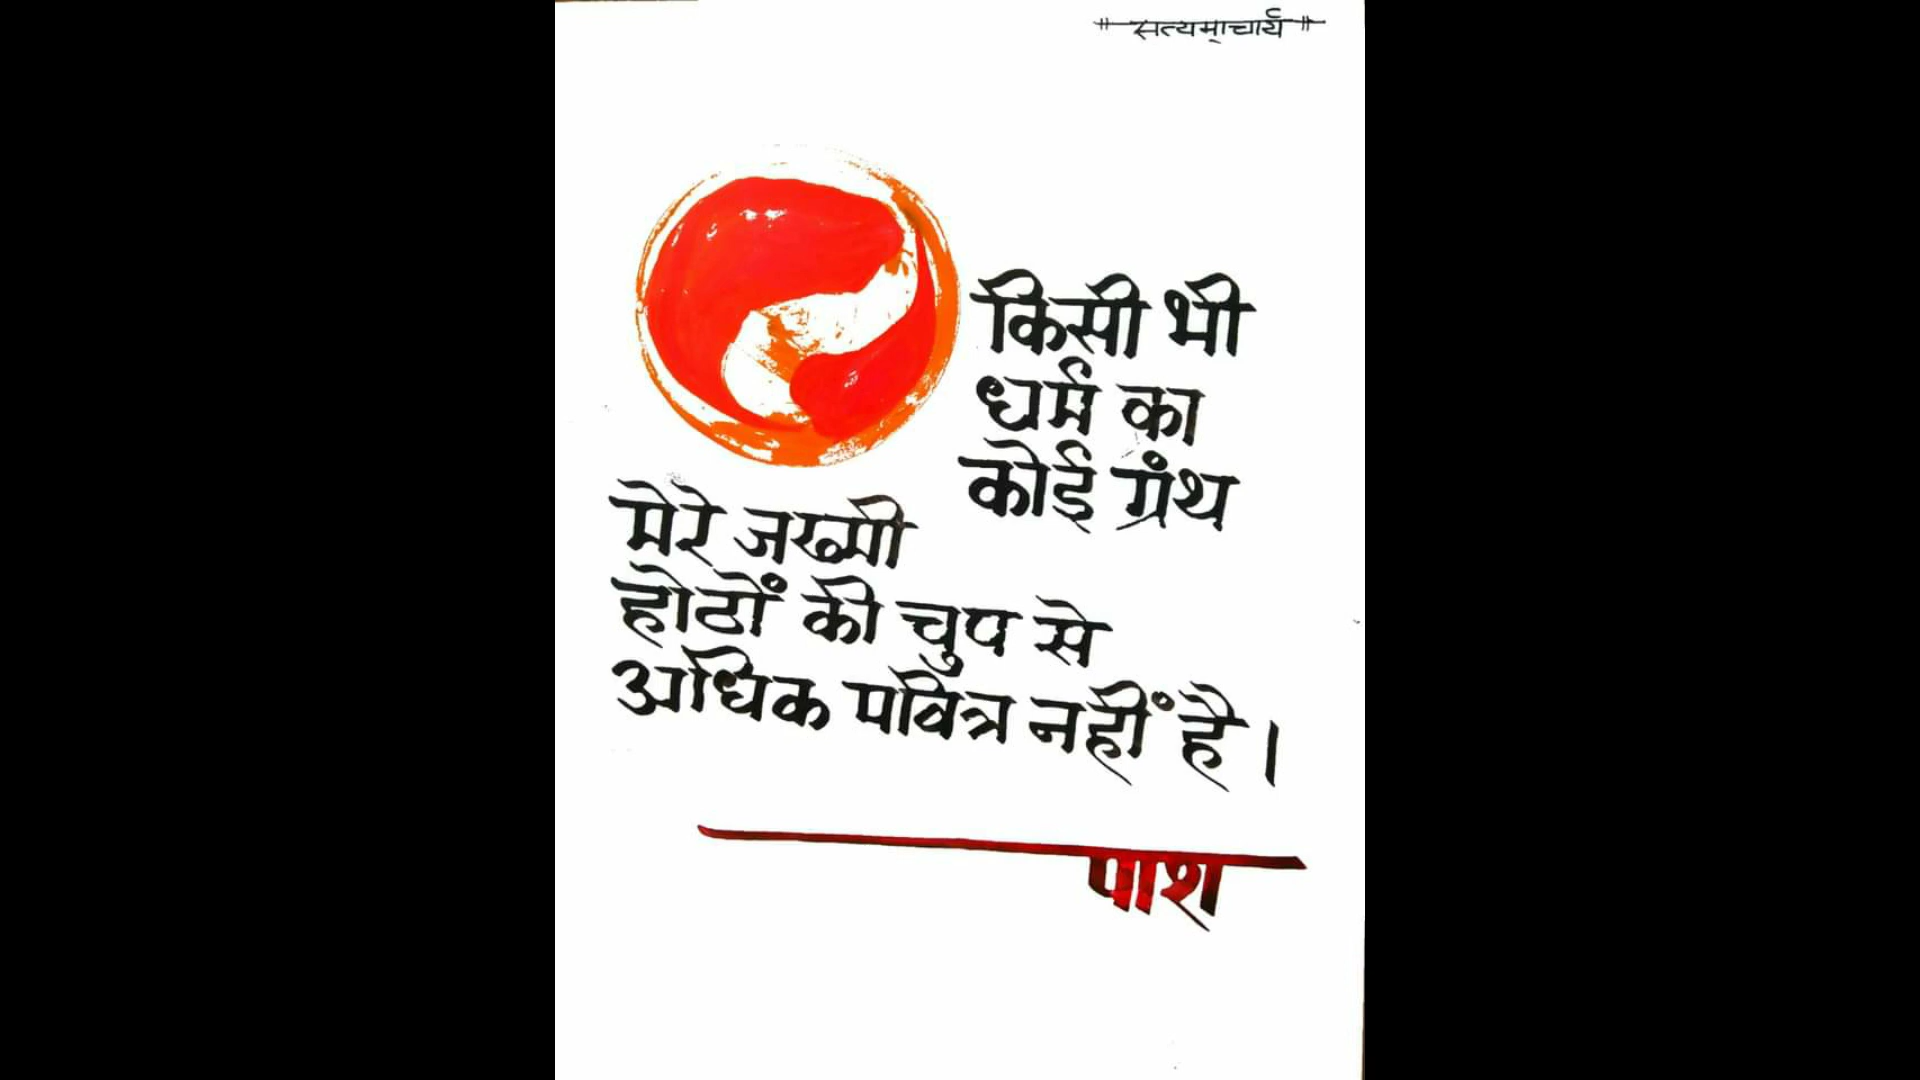 ॥ सत्यमाचार्य ॥
किसी भी
धर्म का
कोई ग्रंथ
मेरे जख्मी
होठों की चुप से
अधिक पवित्र नहीं है।
पाश